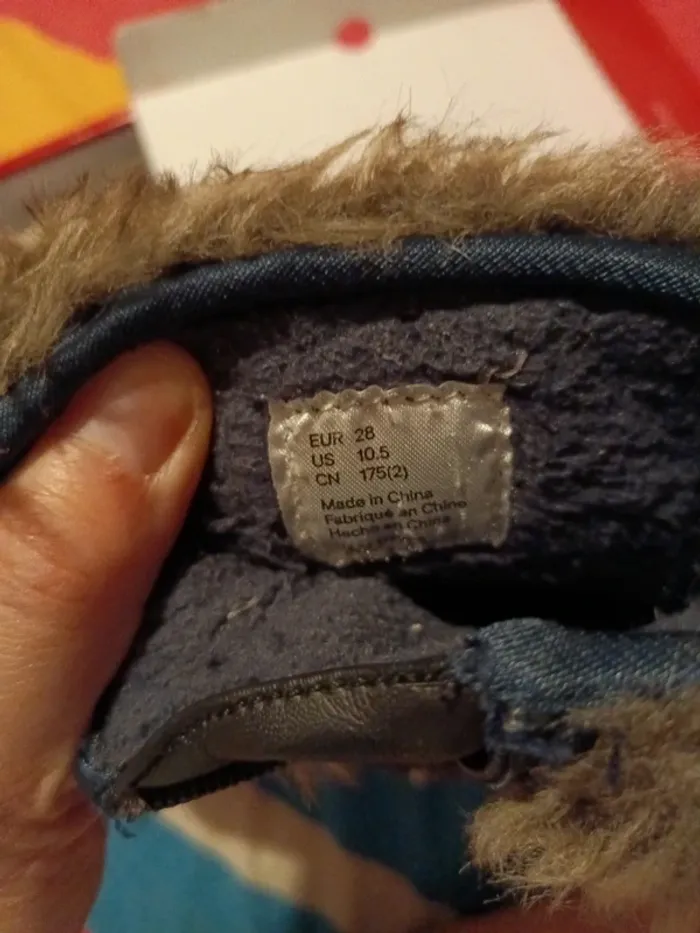 EUR 28
US 10.5
CN 175(2)
Made in China
Fabriqué en Chine
Hecho en China